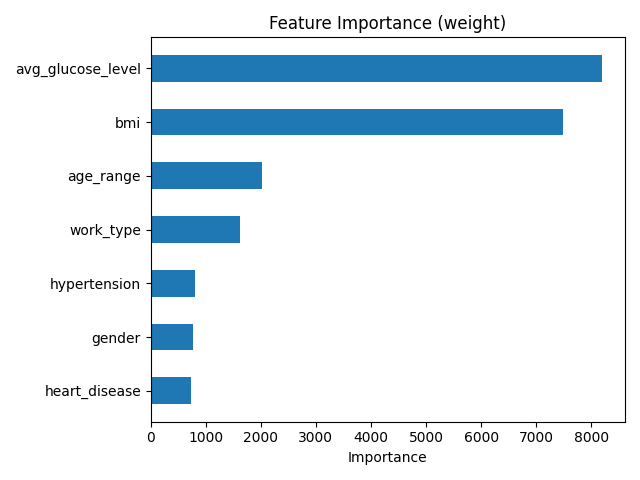 Feature Importance (weight)
avg_glucose_level
bmi
age_range
work_type
hypertension
gender
heart_disease
0 1000 2000 3000 4000 5000 6000 7000 8000
Importance